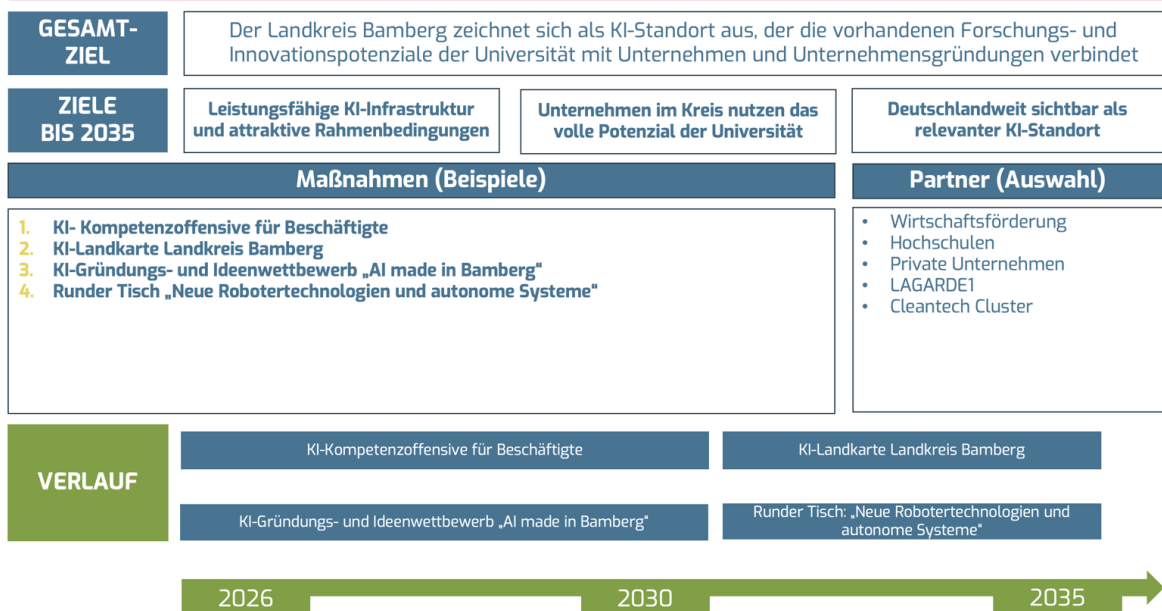 GESAMT-
ZIEL
Der Landkreis Bamberg zeichnet sich als KI-Standort aus, der die vorhandenen Forschungs- und
Innovationspotenziale der Universität mit Unternehmen und Unternehmensgründungen verbindet
ZIELE
BIS 2035
Leistungsfähige KI-Infrastruktur
und attraktive Rahmenbedingungen
Unternehmen im Kreis nutzen das
volle Potenzial der Universität
Deutschlandweit sichtbar als
relevanter KI-Standort
Maßnahmen (Beispiele)
1. KI- Kompetenzoffensive für Beschäftigte
2. KI-Landkarte Landkreis Bamberg
3. KI-Gründungs- und Ideenwettbewerb „AI made in Bamberg“
4. Runder Tisch „Neue Robotertechnologien und autonome Systeme“
Partner (Auswahl)
• Wirtschaftsförderung
• Hochschulen
• Private Unternehmen
• LAGARDE1
• Cleantech Cluster
VERLAUF
KI-Kompetenzoffensive für Beschäftigte
KI-Landkarte Landkreis Bamberg
KI-Gründungs- und Ideenwettbewerb „AI made in Bamberg“
Runder Tisch: „Neue Robotertechnologien und
autonome Systeme“
2026
2030
2035